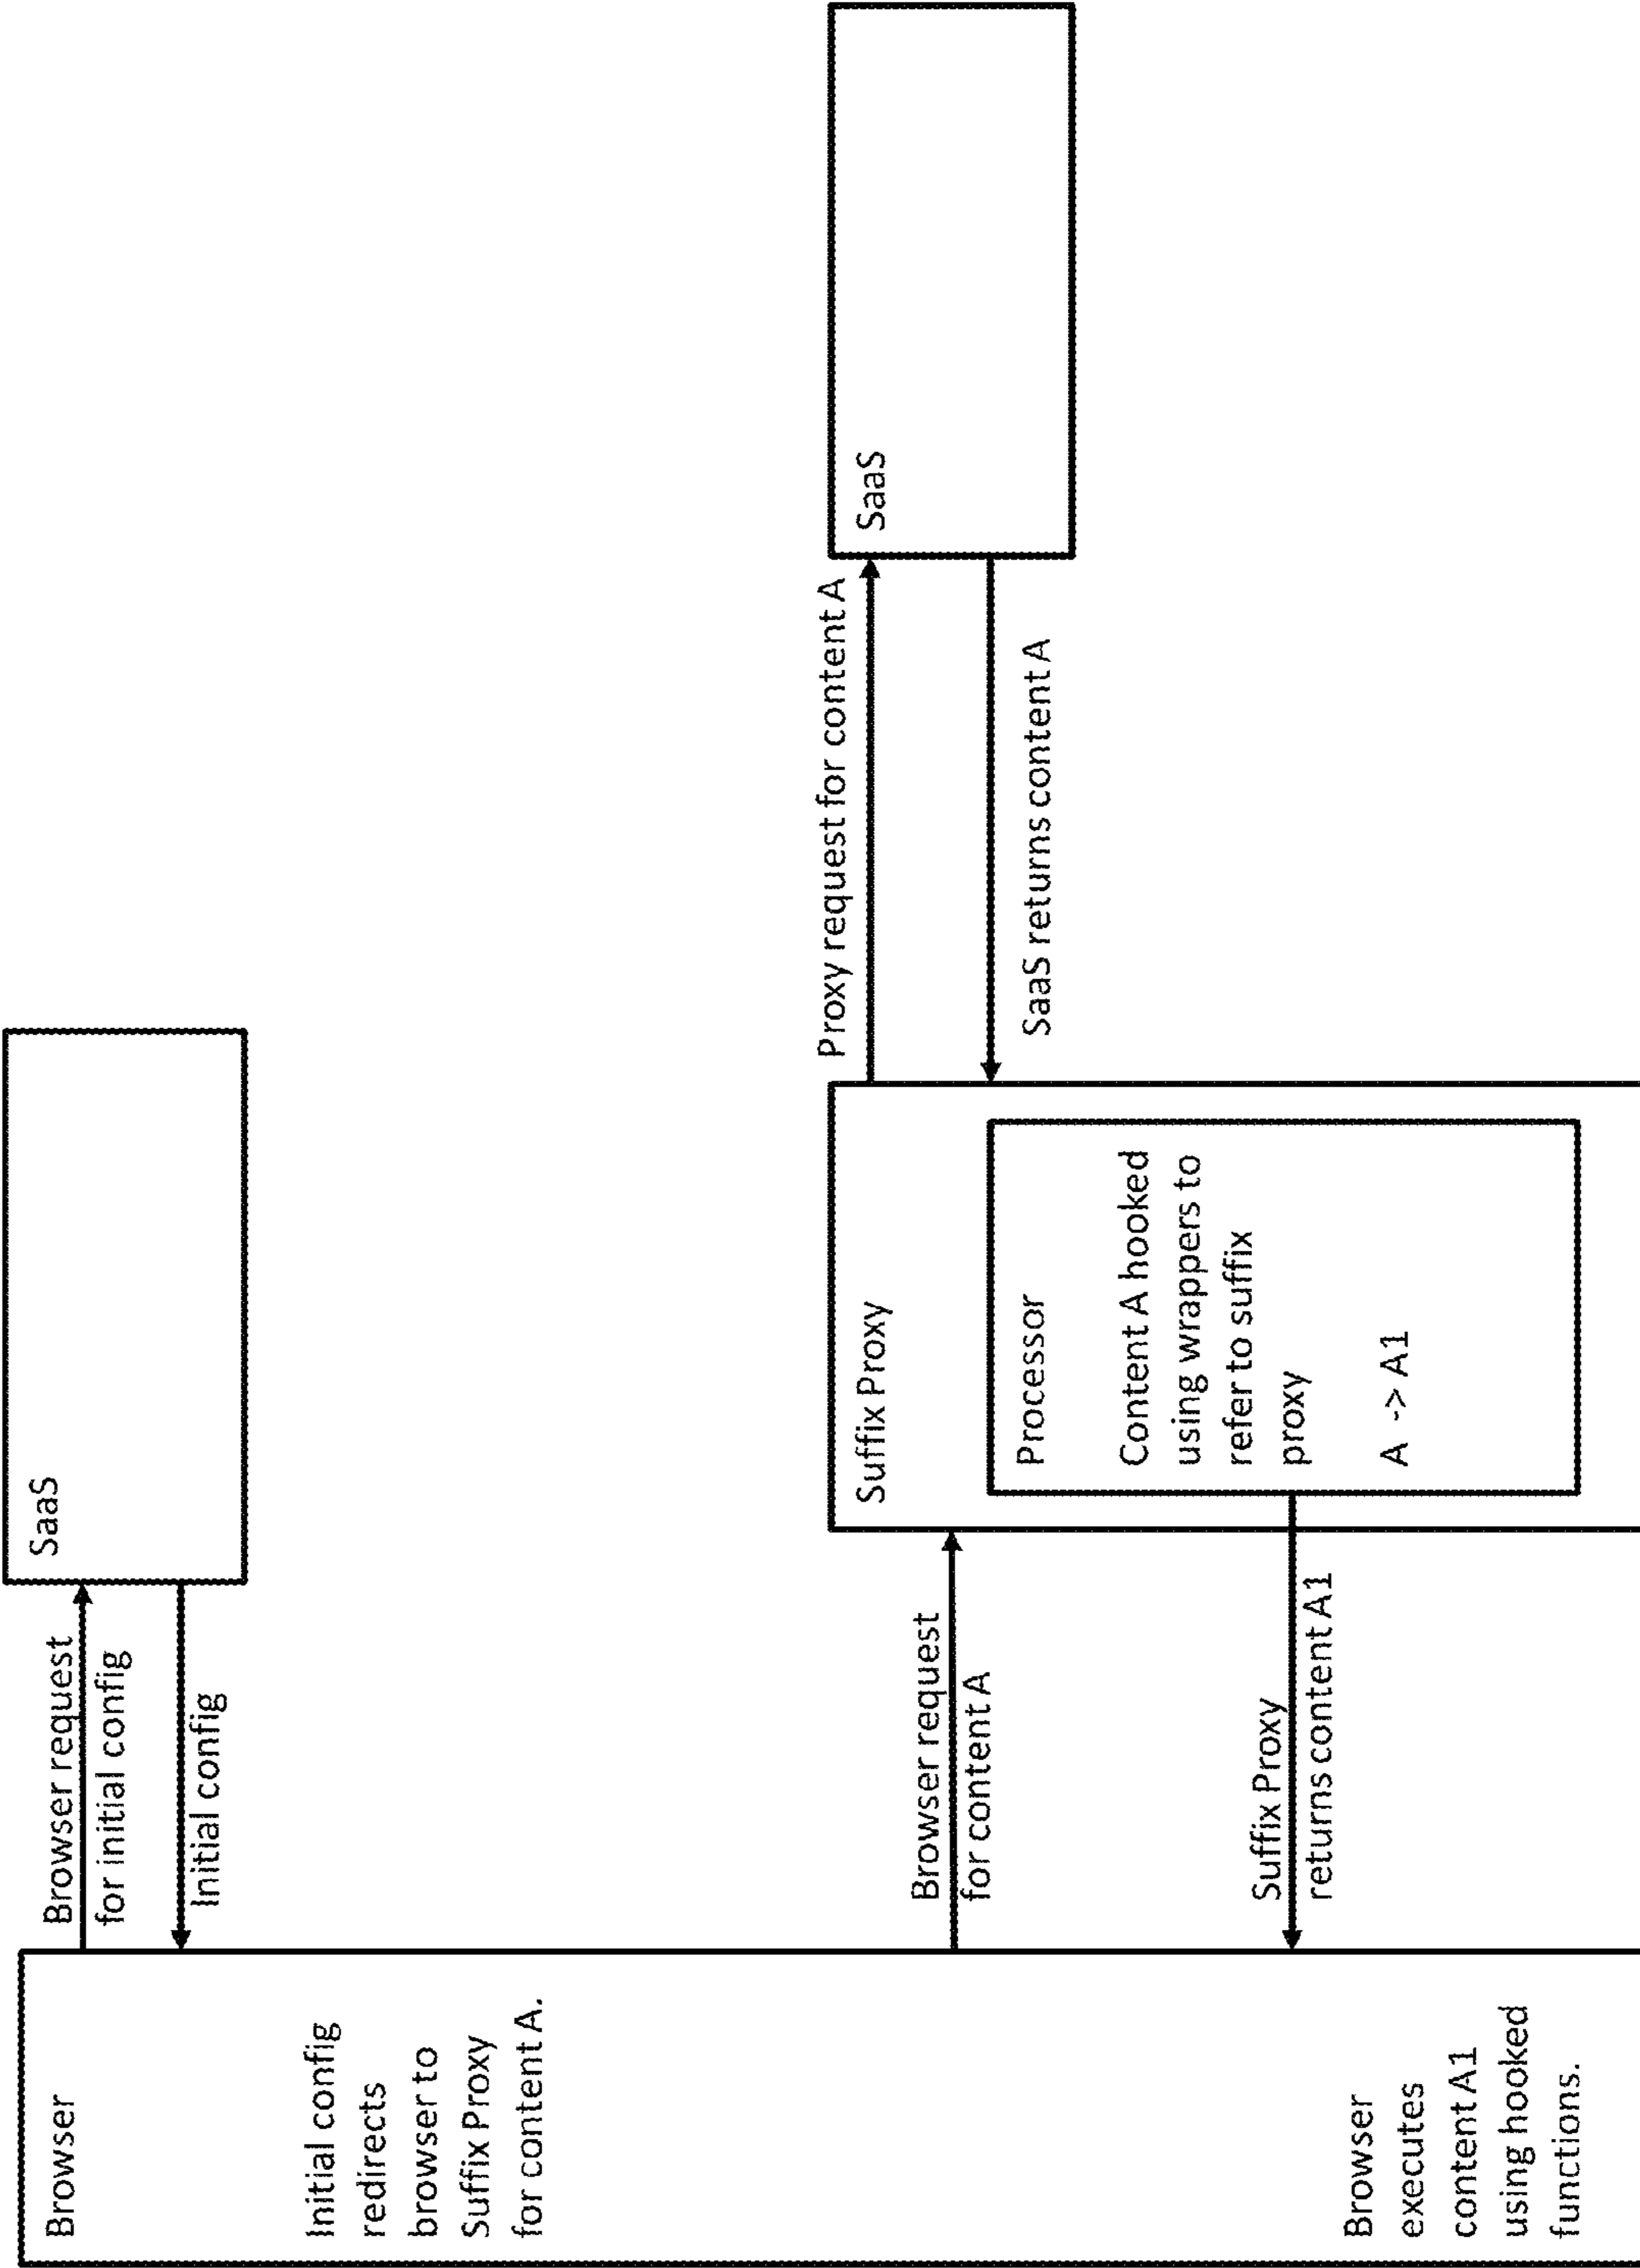 Browser
Initial config
redirects
browser to
Suffix Proxy
for content A.
Browser request
for initial config
Initial config
SaaS
Browser request
for content A
Suffix Proxy
Proxy request for content A
SaaS
SaaS returns content A
Processor
Content A hooked
using wrappers to
refer to suffix
proxy
A -> A1
Suffix Proxy
returns content A1
Browser
executes
content A1
using hooked
functions.